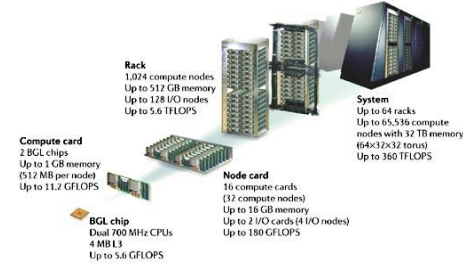 Rack
1,024 compute nodes
Up to 512 GB memory
Up to 128 I/O nodes
Up to 5.6 TFLOPS
System
Up to 64 racks
Up to 65,536 compute
nodes with 32 TB memory
(64×32×32 torus)
Up to 360 TFLOPS
Compute card
2 BGL chips
Up to 1 GB memory
(512 MB per node)
Up to 11.2 GFLOPS
Node card
16 compute cards
(32 compute nodes)
Up to 16 GB memory
Up to 2 I/O cards (4 I/O nodes)
Up to 180 GFLOPS
BGL chip
Dual 700 MHz CPUs
4 MB L3
Up to 5.6 GFLOPS